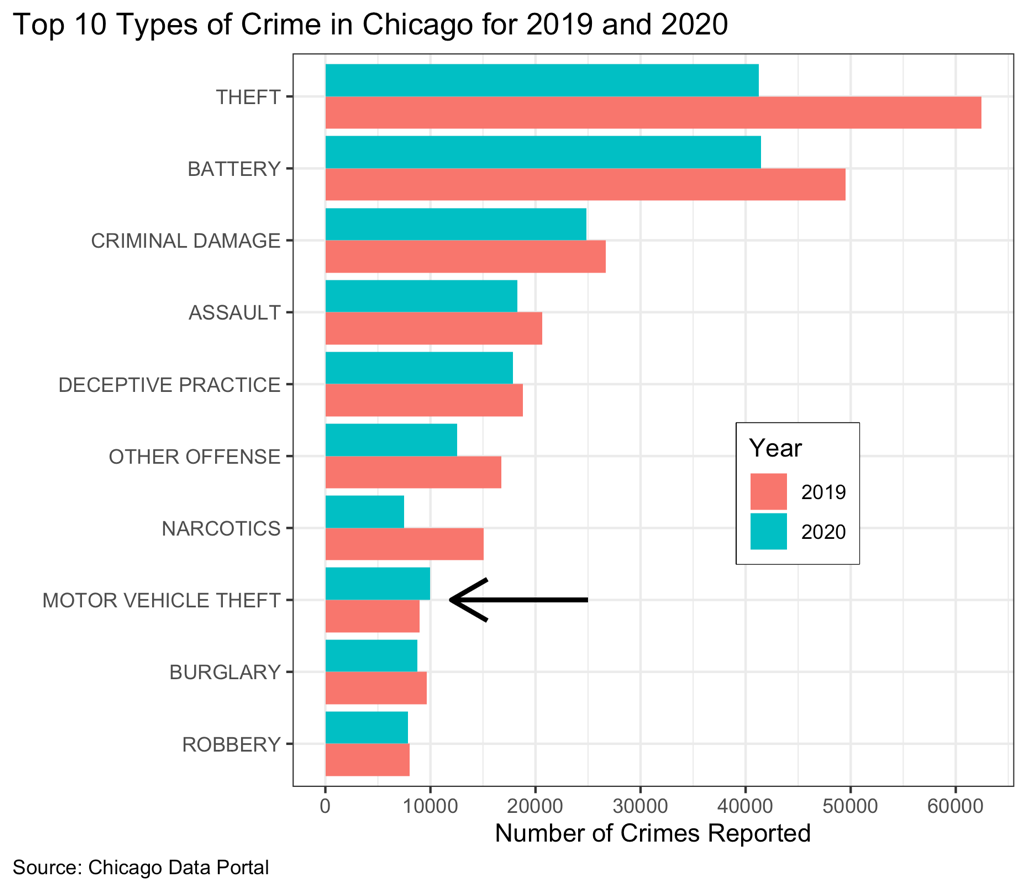 Top 10 Types of Crime in Chicago for 2019 and 2020
THEFT
BATTERY
CRIMINAL DAMAGE
ASSAULT
DECEPTIVE PRACTICE
OTHER OFFENSE
NARCOTICS
MOTOR VEHICLE THEFT
BURGLARY
ROBBERY
Year
2019
2020
0 10000 20000 30000 40000 50000 60000
Number of Crimes Reported
Source: Chicago Data Portal